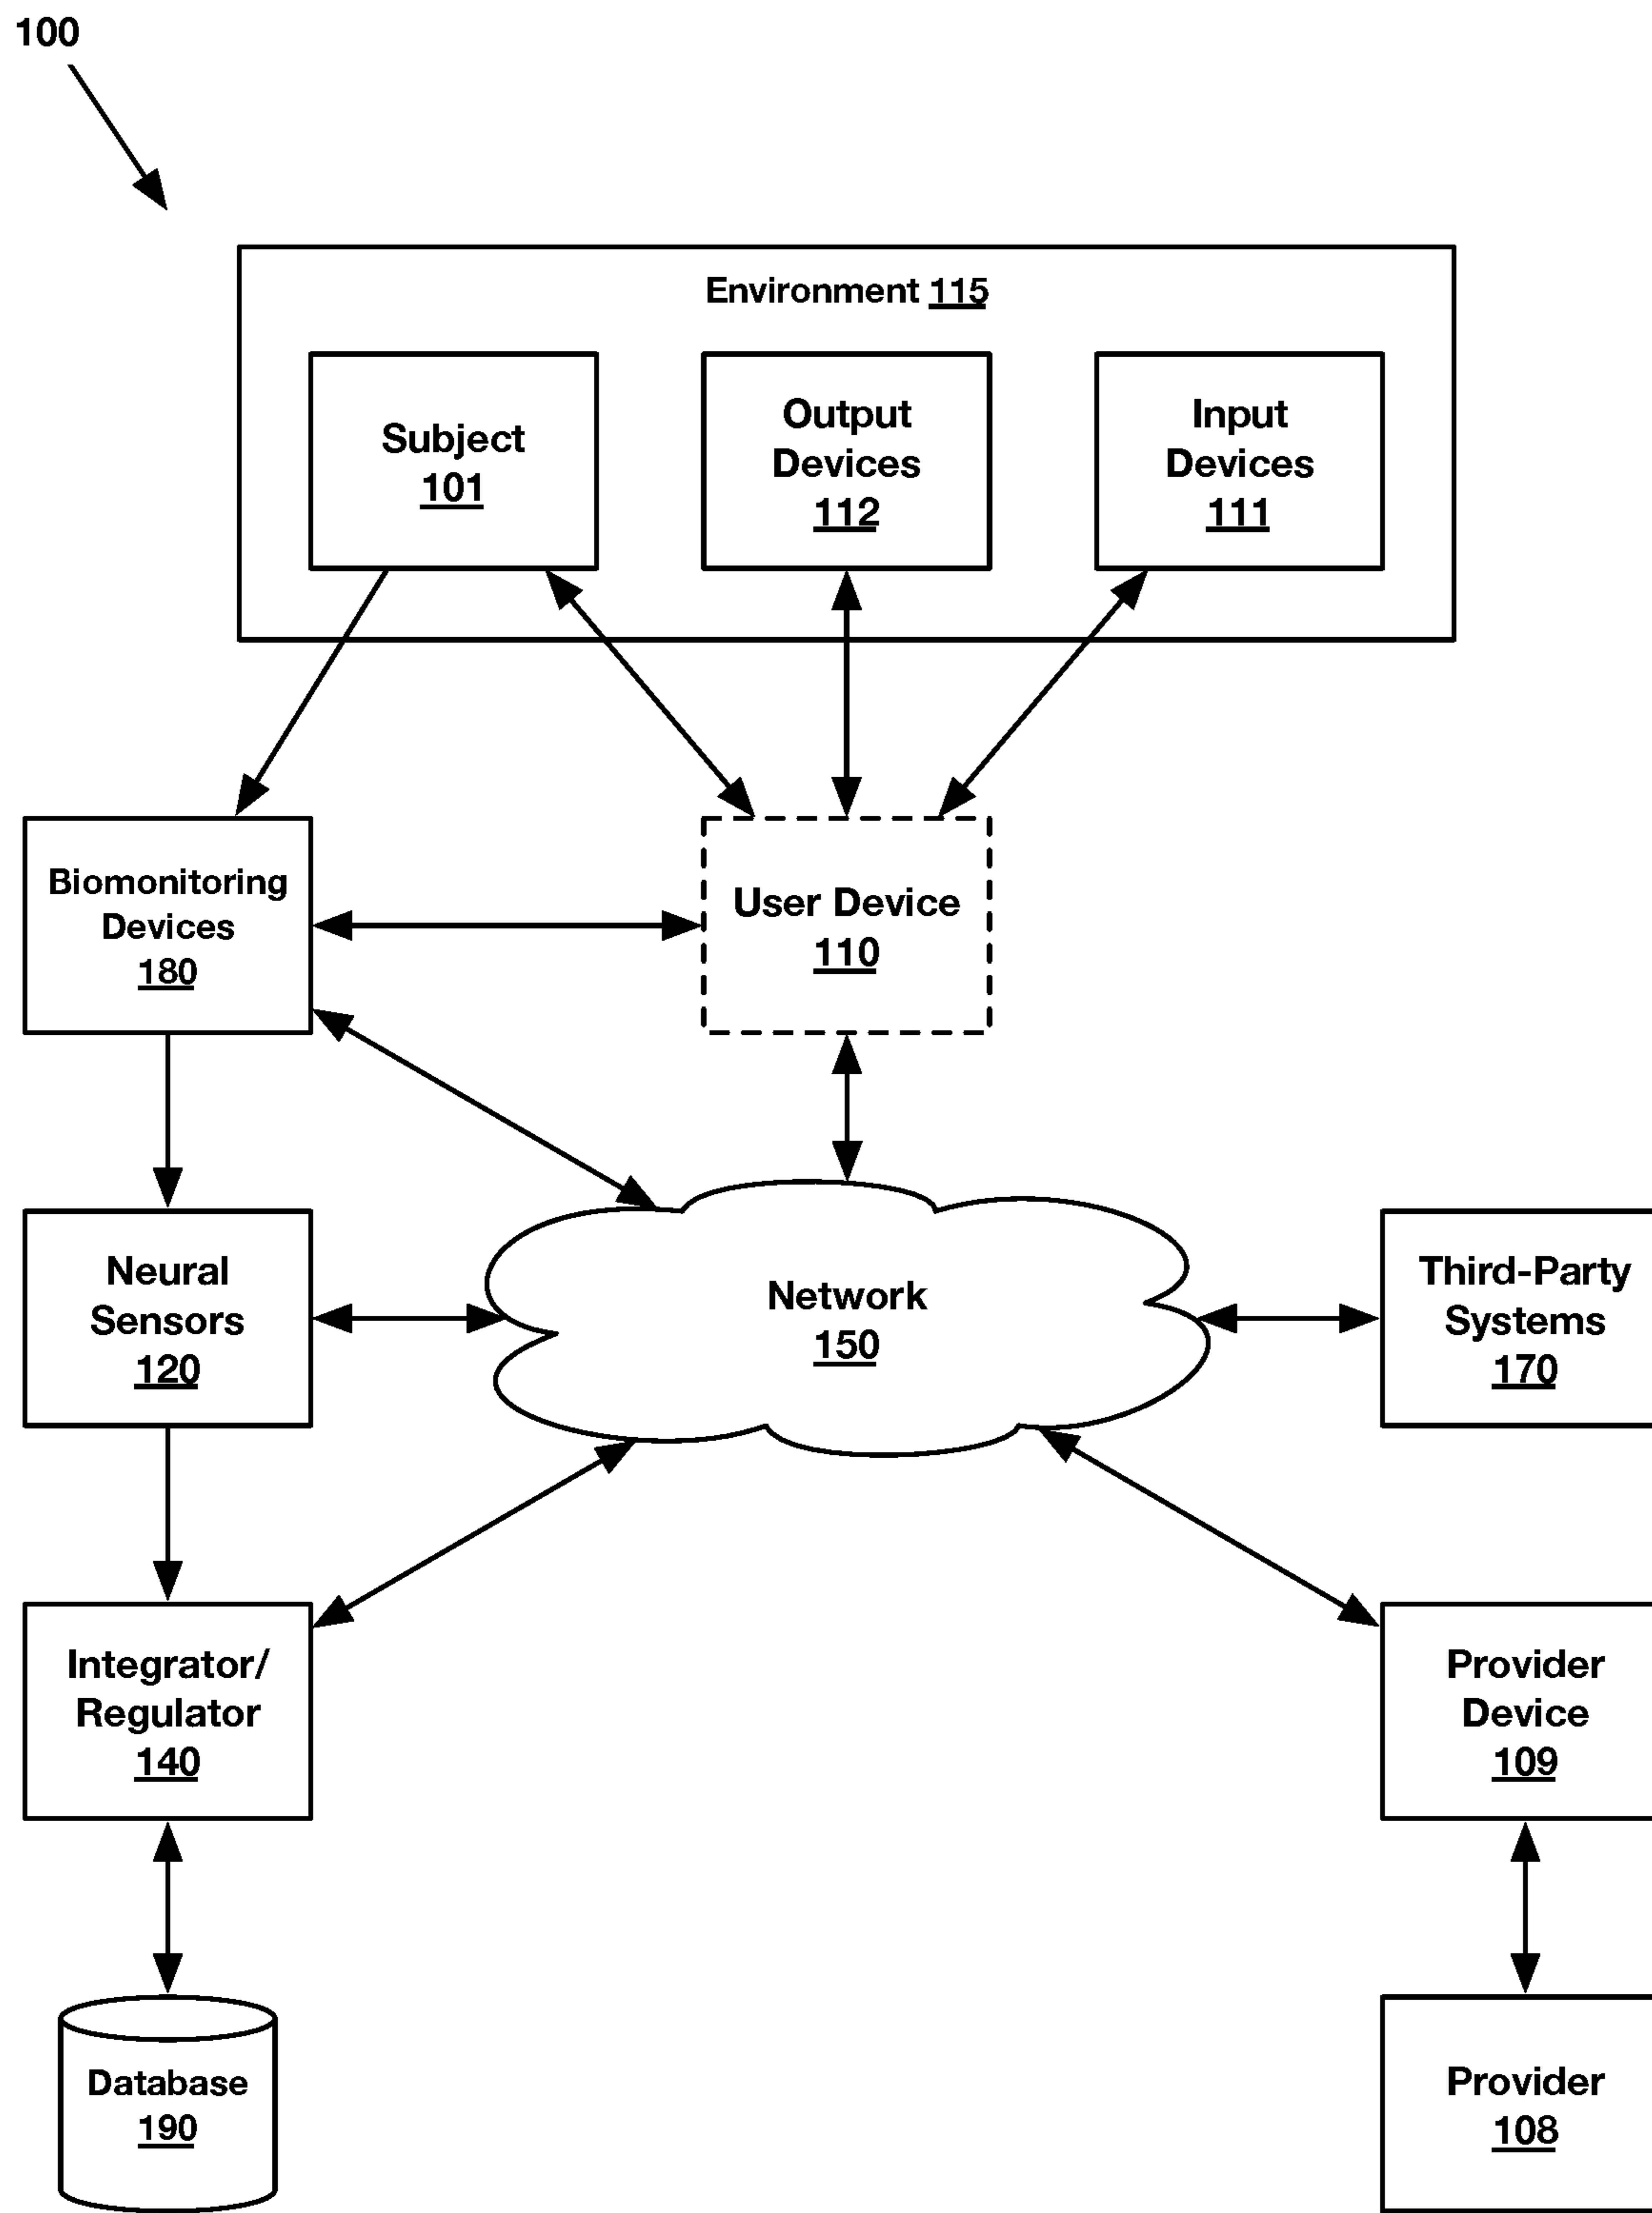 100
Environment 115
Subject
101
Output
Devices
112
Input
Devices
111
Biomonitoring
Devices
180
User Device
110
Neural
Sensors
120
Network
150
Third-Party
Systems
170
Integrator/
Regulator
140
Provider
Device
109
Database
190
Provider
108